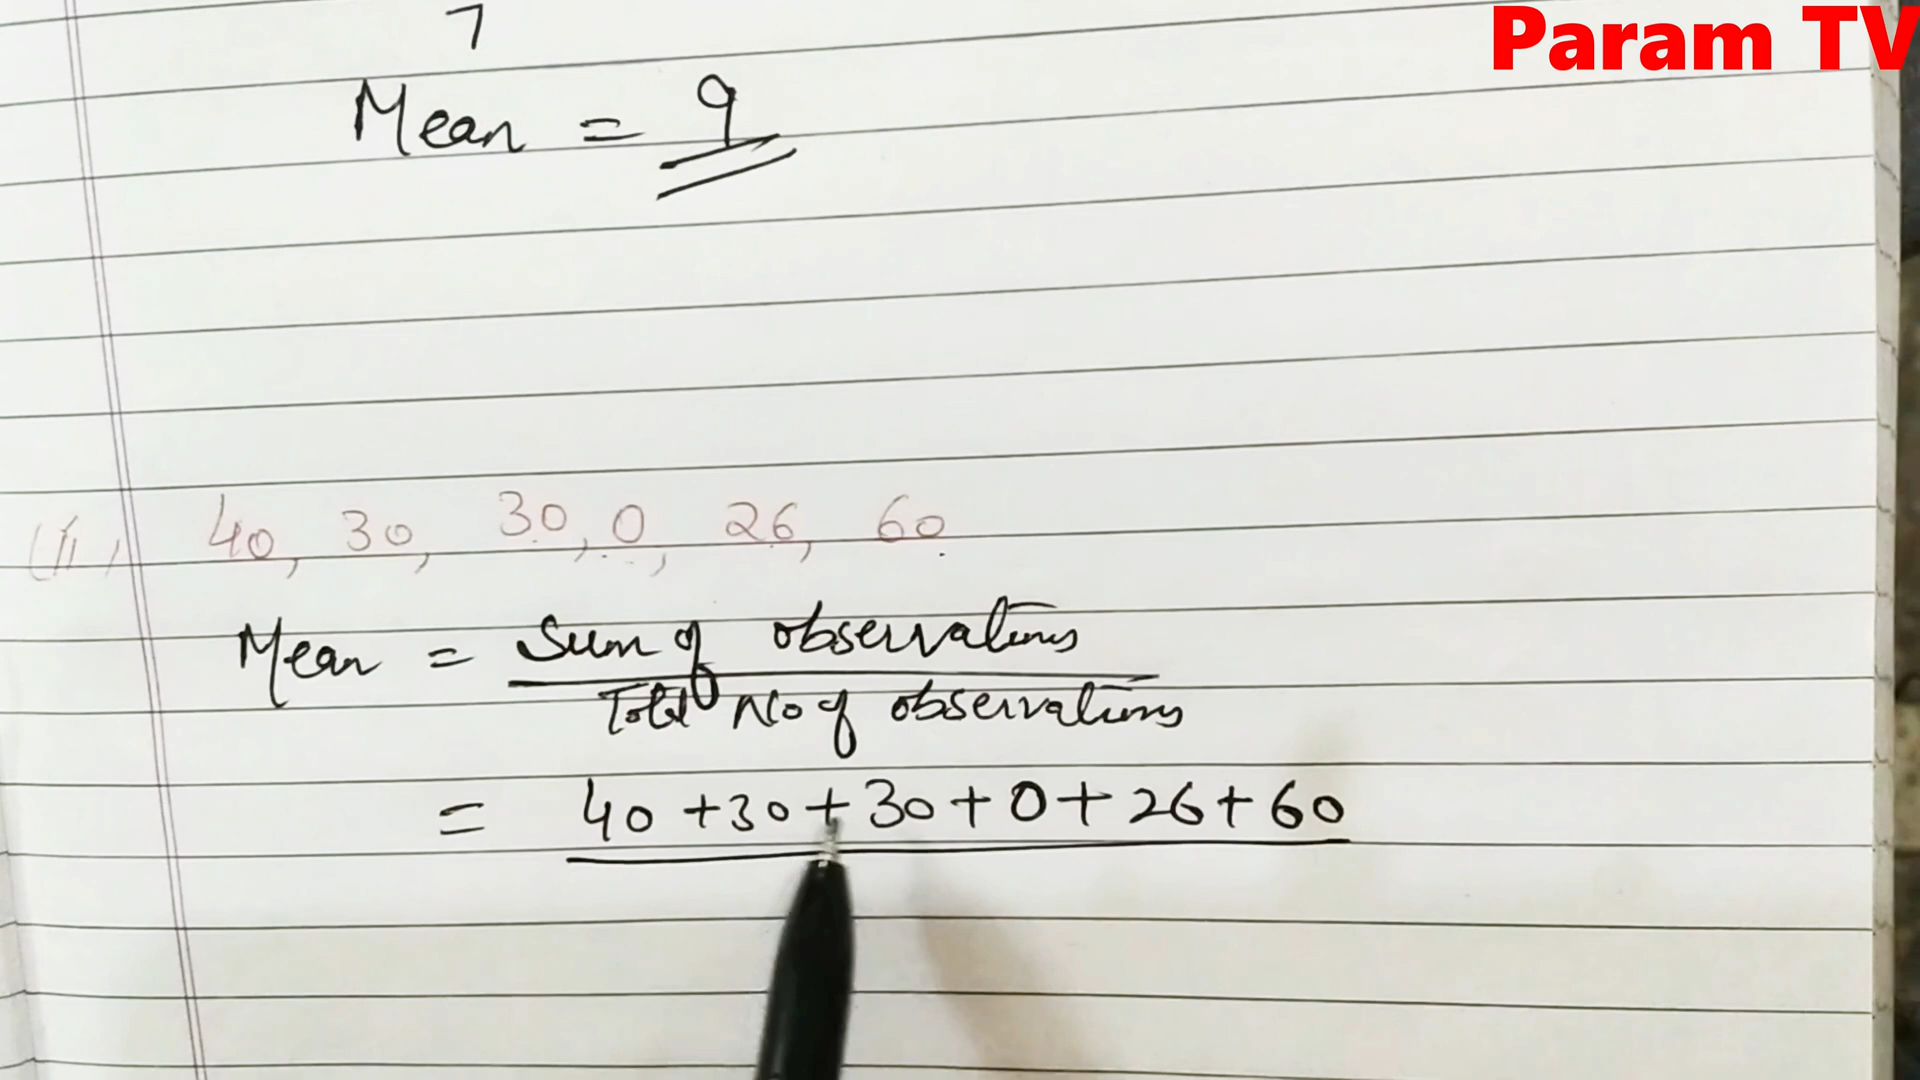 Param TV
7
Mean = 9
(ii) 40, 30, 30, 0, 26, 60.
Mean = Sum of observations
Total No of observations
= 40 + 30 + 30 + 0 + 26 + 60